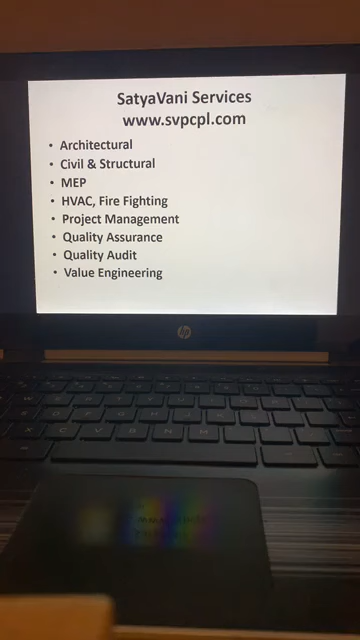 SatyaVani Services
www.svpcpl.com
• Architectural
• Civil & Structural
• MEP
• HVAC, Fire Fighting
• Project Management
• Quality Assurance
• Quality Audit
• Value Engineering
hp